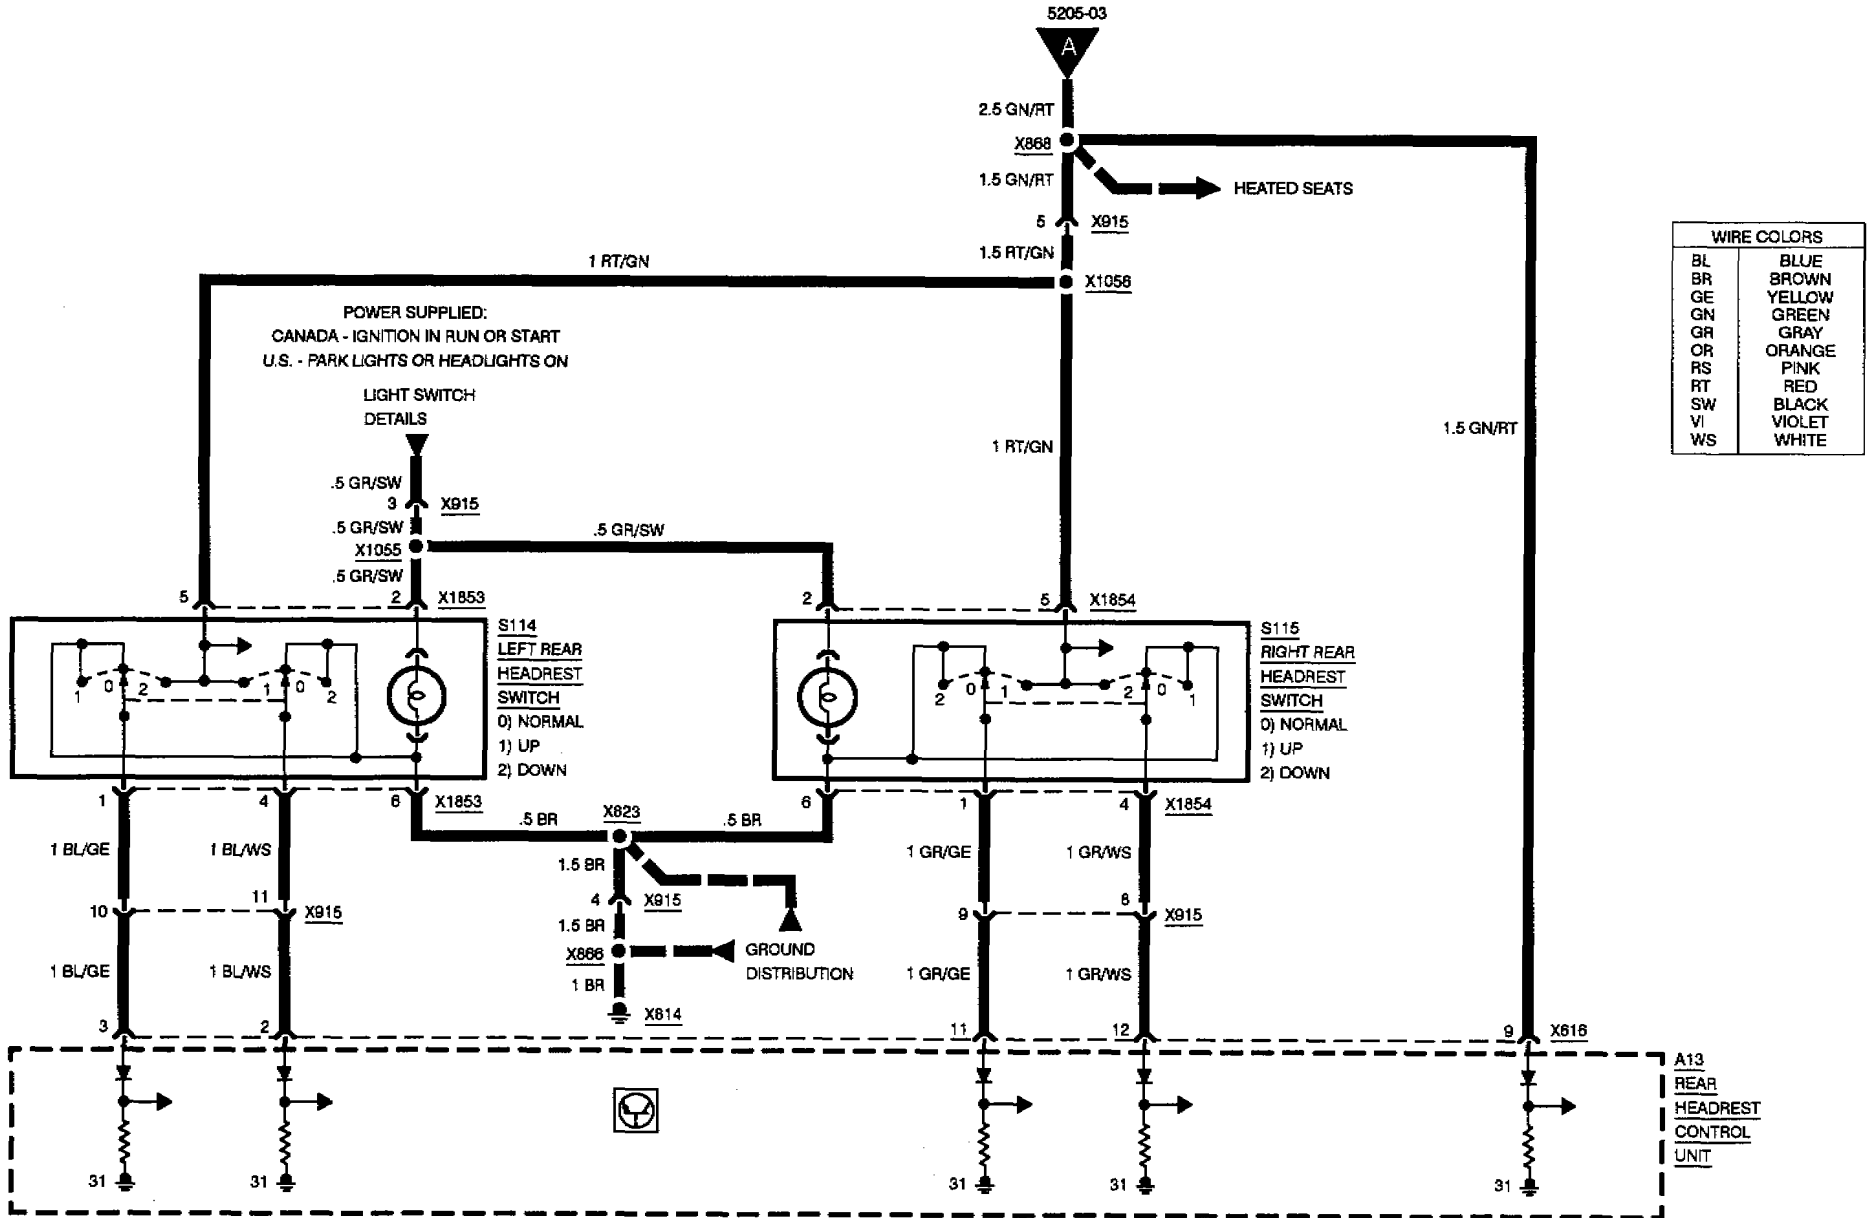 5205-03
A
2.5 GN/RT
X868
1.5 GN/RT
HEATED SEATS
5 X915
1.5 RT/GN
1 RT/GN
X1056
WIRE COLORS
BL BLUE
BR BROWN
GE YELLOW
GN GREEN
GR GRAY
OR ORANGE
RS PINK
RT RED
SW BLACK
VI VIOLET
WS WHITE
POWER SUPPLIED:
CANADA - IGNITION IN RUN OR START
U.S. - PARK LIGHTS OR HEADLIGHTS ON
LIGHT SWITCH
DETAILS
1 RT/GN
1.5 GN/RT
.5 GR/SW
3 X915
.5 GR/SW
X1055
.5 GR/SW
.5 GR/SW
5 2 X1853
2 5 X1854
S114
LEFT REAR
HEADREST
SWITCH
0) NORMAL
1) UP
2) DOWN
1 0 2 1 0 2
S115
RIGHT REAR
HEADREST
SWITCH
0) NORMAL
1) UP
2) DOWN
2 0 1 2 0 1
1 4 6 X1853
6 1 4 X1854
.5 BR
X823
.5 BR
1 BL/GE
1 BL/WS
1.5 BR
1 GR/GE
1 GR/WS
10 11 X915
4 X915
9 8 X915
1.5 BR
X866
GROUND
DISTRIBUTION
1 BL/GE
1 BL/WS
1 BR
1 GR/GE
1 GR/WS
X814
3 2 11 12 9 X616
A13
REAR
HEADREST
CONTROL
UNIT
31 31 31 31 31